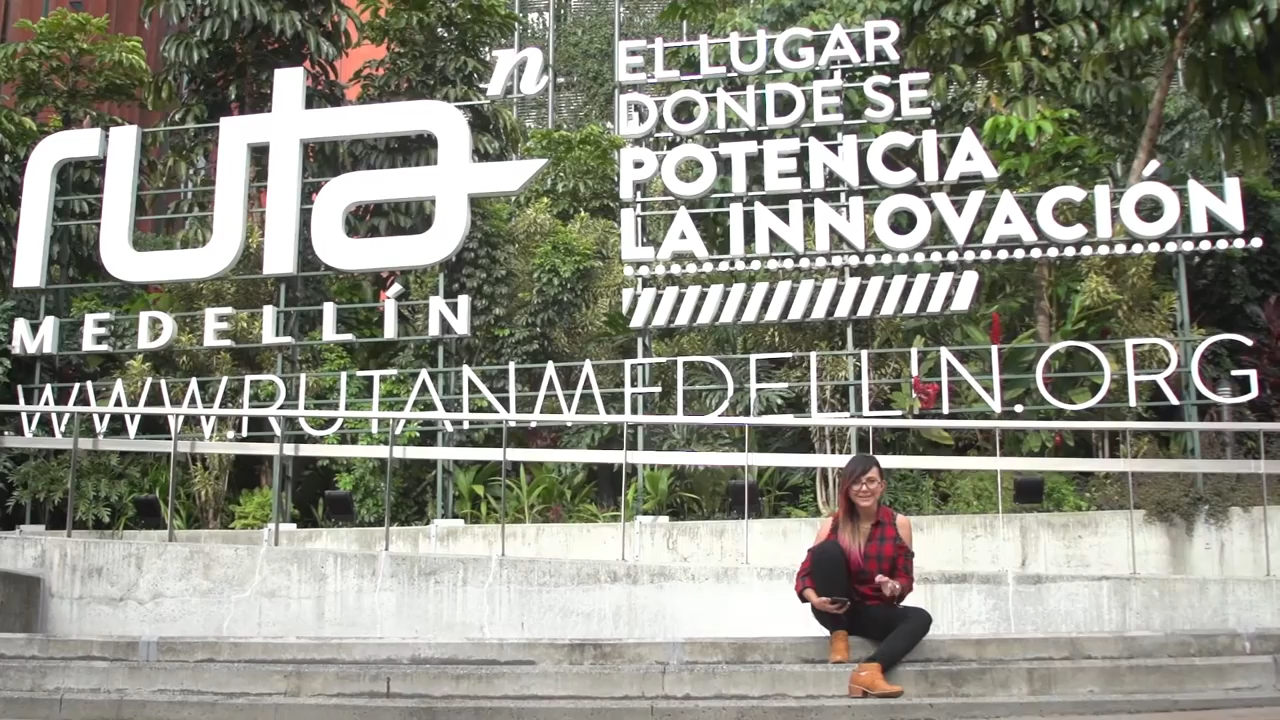 ruta n
MEDELLÍN
EL LUGAR
DONDE SE
POTENCIA
LA INNOVACIÓN
WWW.RUTANMEDELLIN.ORG